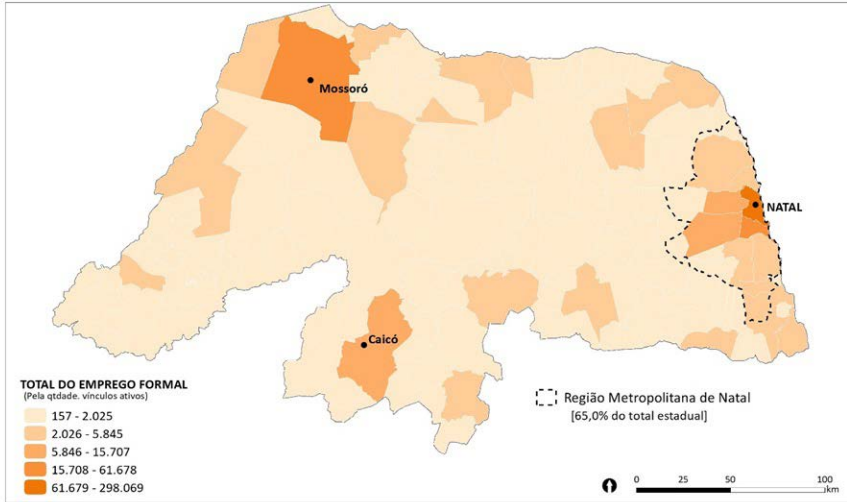 Mossoró
NATAL
Caicó
TOTAL DO EMPREGO FORMAL
(Pela qtdade. vínculos ativos)
157 - 2.025
2.026 - 5.845
5.846 - 15.707
15.708 - 61.678
61.679 - 298.069
Região Metropolitana de Natal
[65,0% do total estadual]
0 25 50 100
km